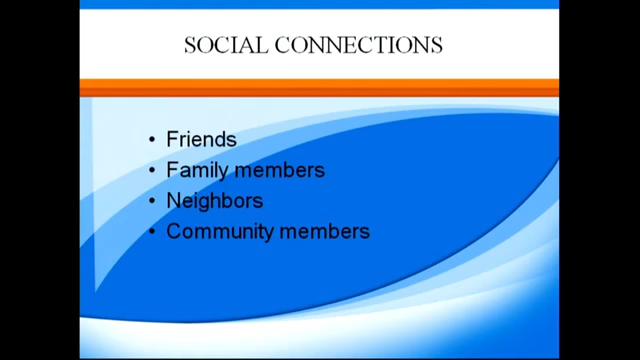 SOCIAL CONNECTIONS
• Friends
• Family members
• Neighbors
• Community members